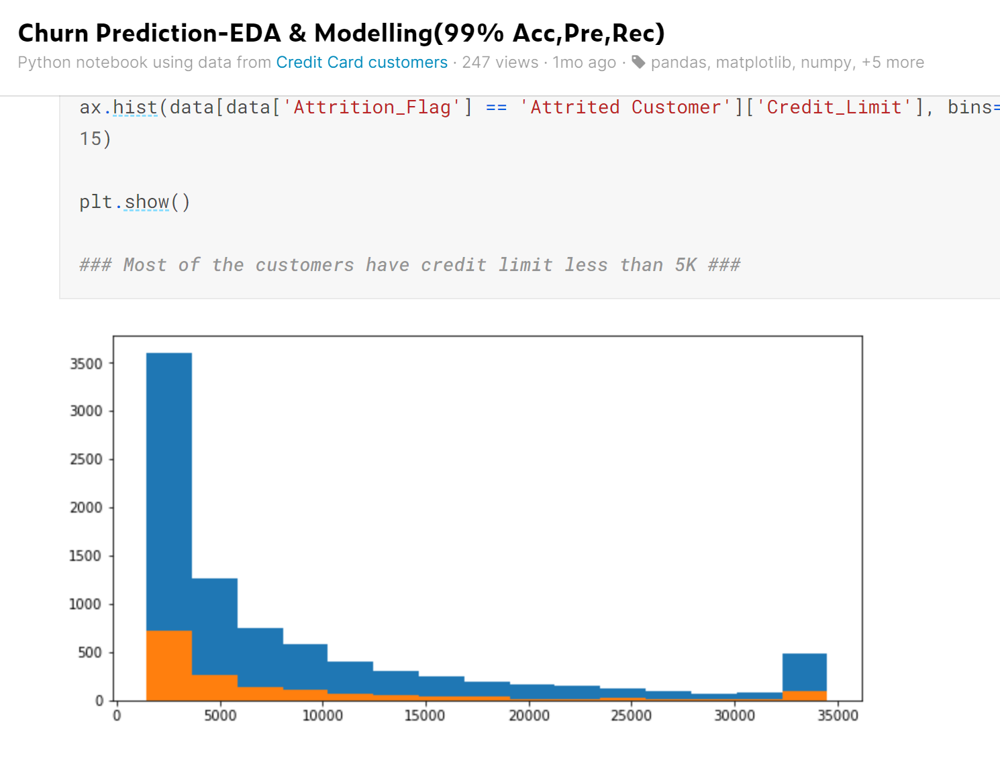 Churn Prediction-EDA & Modelling(99% Acc,Pre,Rec)
Python notebook using data from Credit Card customers · 247 views · 1mo ago · pandas, matplotlib, numpy, +5 more
ax.hist(data[data['Attrition_Flag'] == 'Attrited Customer']['Credit_Limit'], bins=
15)
plt.show()
### Most of the customers have credit limit less than 5K ###
3500
3000
2500
2000
1500
1000
500
0
0 5000 10000 15000 20000 25000 30000 35000